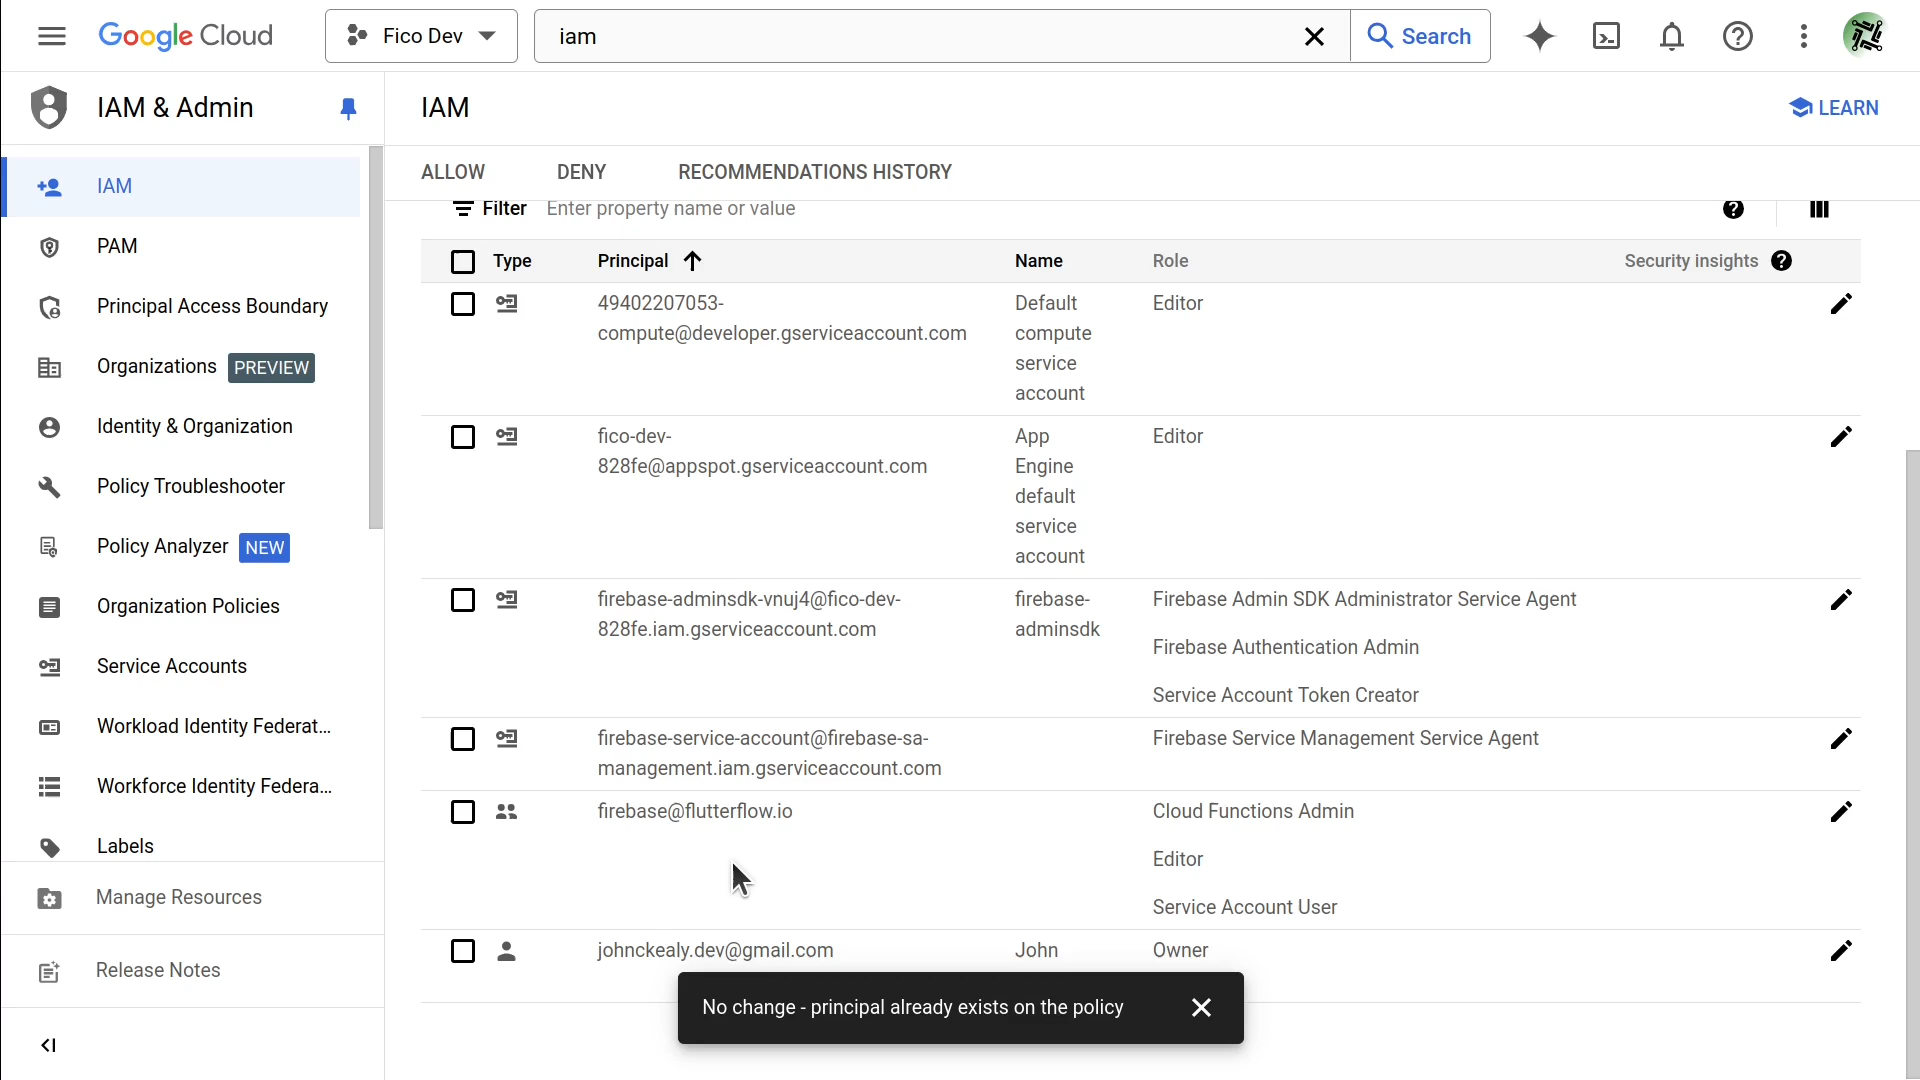 Google Cloud
Fico Dev
iam
Search
IAM & Admin
IAM
LEARN
ALLOW
DENY
RECOMMENDATIONS HISTORY
IAM
PAM
Principal Access Boundary
Organizations PREVIEW
Identity & Organization
Policy Troubleshooter
Policy Analyzer NEW
Organization Policies
Service Accounts
Workload Identity Federat...
Workforce Identity Federa...
Labels
Manage Resources
Release Notes
Filter Enter property name or value
Type Principal Name Role Security insights
49402207053-
compute@developer.gserviceaccount.com
Default
compute
service
account
Editor
fico-dev-
828fe@appspot.gserviceaccount.com
App
Engine
default
service
account
Editor
firebase-adminsdk-vnuj4@fico-dev-
828fe.iam.gserviceaccount.com
firebase-
adminsdk
Firebase Admin SDK Administrator Service Agent
Firebase Authentication Admin
Service Account Token Creator
firebase-service-account@firebase-sa-
management.iam.gserviceaccount.com
Firebase Service Management Service Agent
firebase@flutterflow.io
Cloud Functions Admin
Editor
Service Account User
johnckealy.dev@gmail.com
John
Owner
No change - principal already exists on the policy